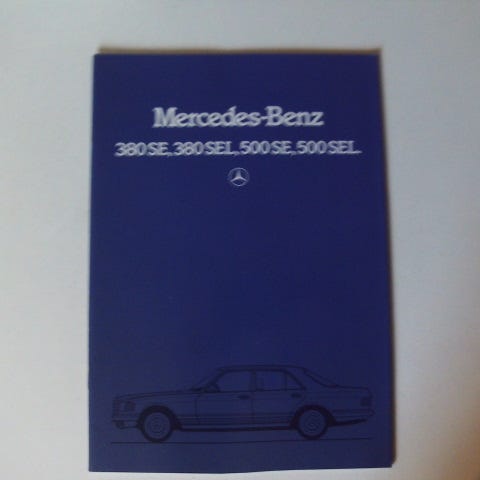 Mercedes-Benz
380 SE, 380 SEL, 500 SE, 500 SEL.